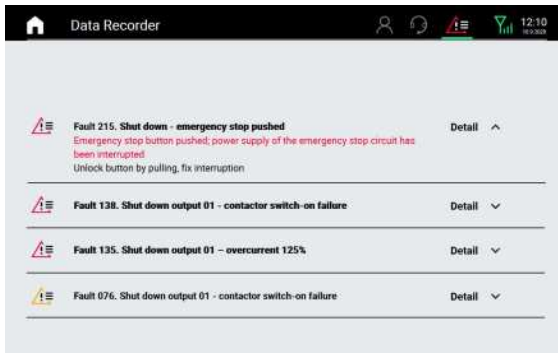 Data Recorder
12:10
Fault 215. Shut down - emergency stop pushed
Detail
Emergency stop button pushed; power supply of the emergency stop circuit has
been interrupted
Unlock button by pulling, fix interruption
Fault 138. Shut down output 01 - contactor switch-on failure
Detail
Fault 135. Shut down output 01 – overcurrent 125%
Detail
Fault 076. Shut down output 01 - contactor switch-on failure
Detail